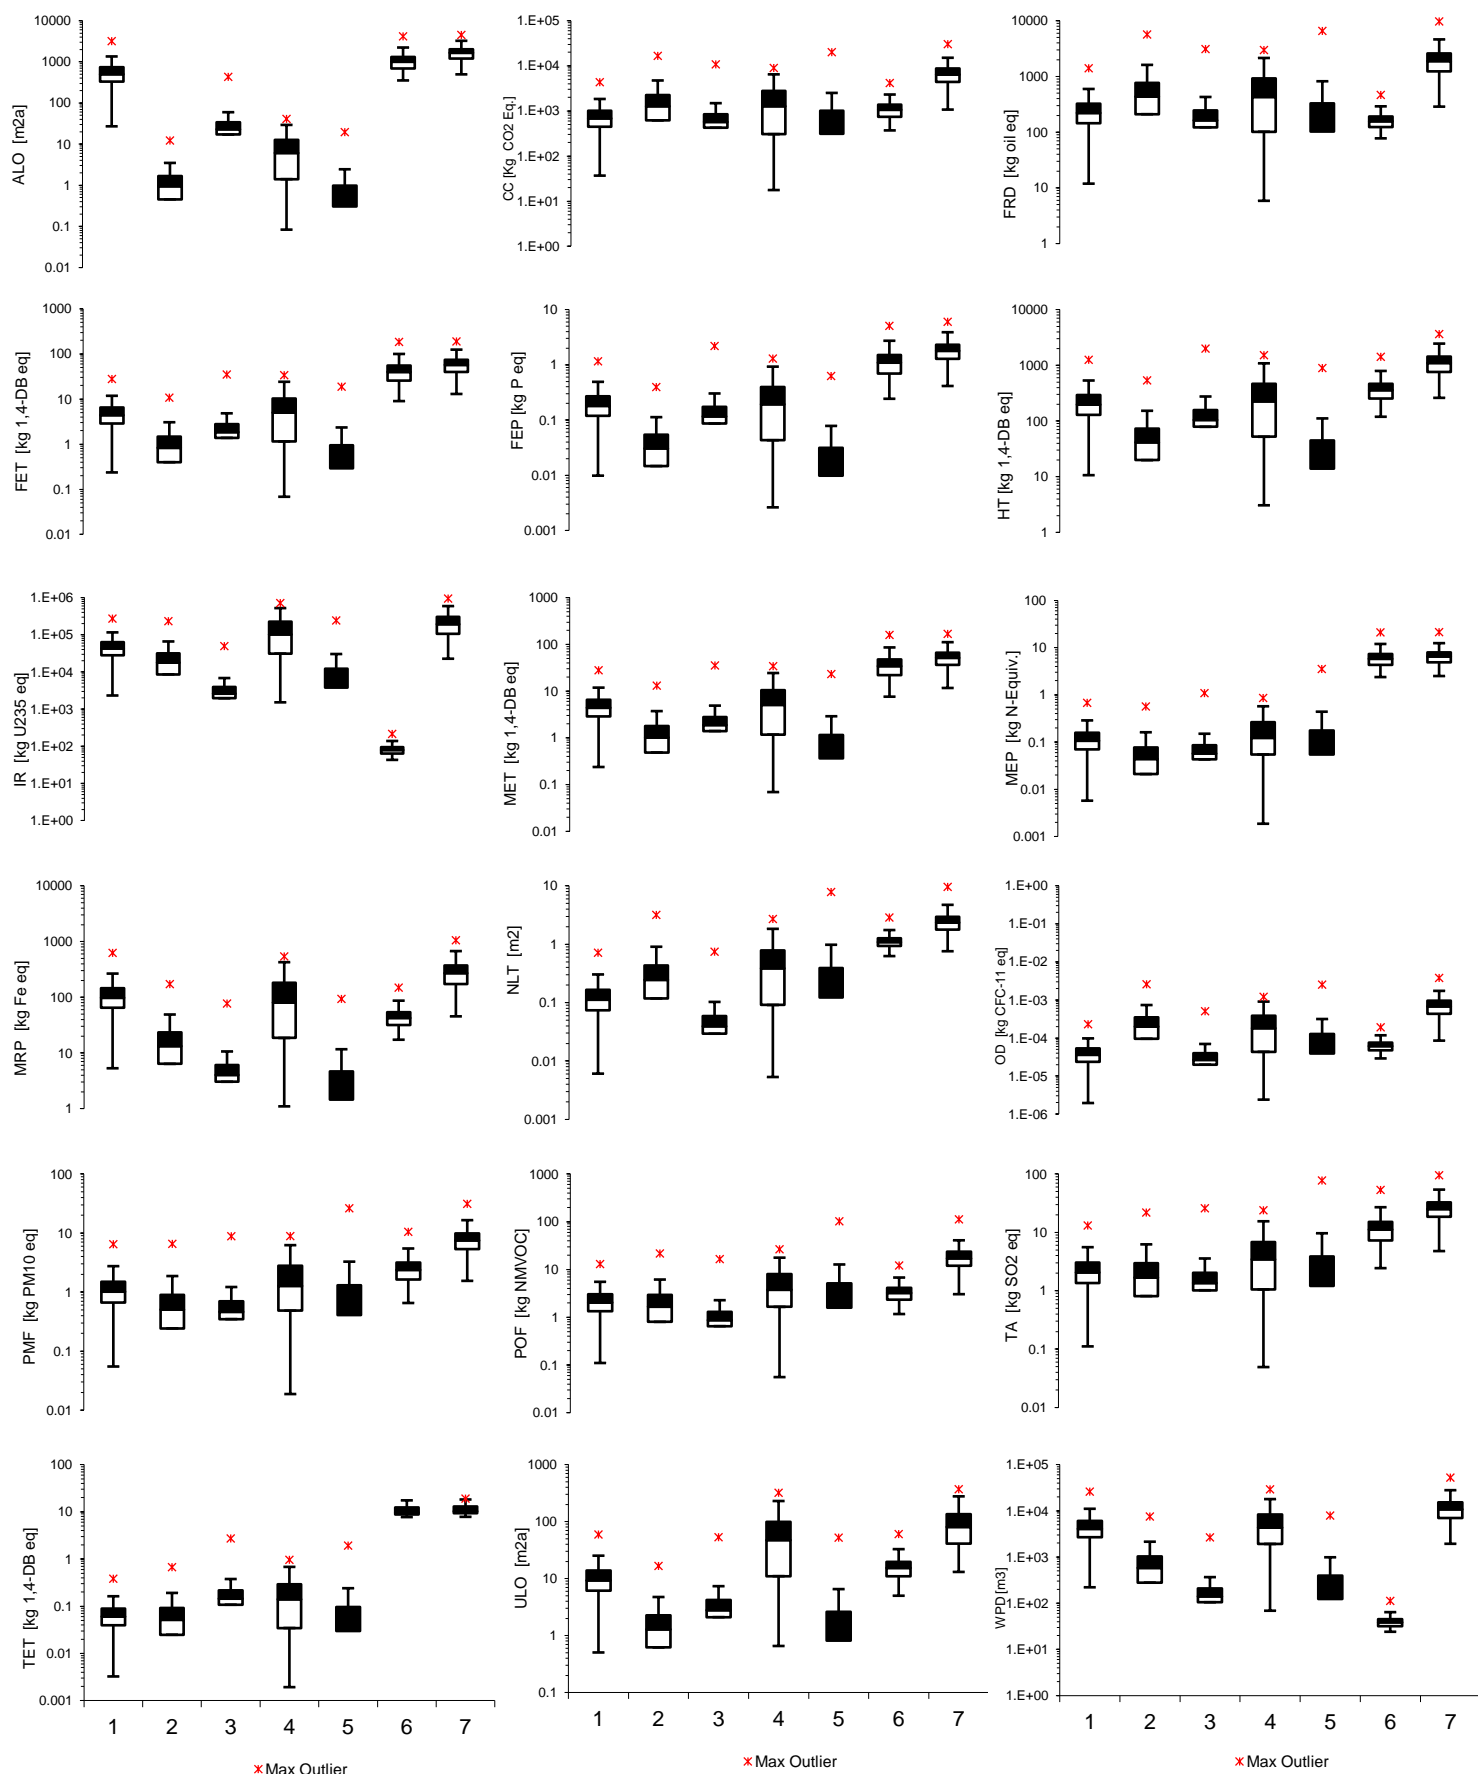 ALO [m2a]
10000
1000
100
10
1
0.1
0.01
CC [Kg CO2 Eq.]
1.E+05
1.E+04
1.E+03
1.E+02
1.E+01
1.E+00
FRD [kg oil eq]
10000
1000
100
10
1
FET [kg 1,4-DB eq]
1000
100
10
1
0.1
0.01
FEP [kg P eq]
10
1
0.1
0.01
0.001
HT [kg 1,4-DB eq]
10000
1000
100
10
1
IR [kg U235 eq]
1.E+06
1.E+05
1.E+04
1.E+03
1.E+02
1.E+01
1.E+00
MET [kg 1,4-DB eq]
1000
100
10
1
0.1
0.01
MEP [kg N-Equiv.]
100
10
1
0.1
0.01
0.001
MRP [kg Fe eq]
10000
1000
100
10
1
NLT [m2]
10
1
0.1
0.01
0.001
OD [kg CFC-11 eq]
1.E+00
1.E-01
1.E-02
1.E-03
1.E-04
1.E-05
1.E-06
PMF [kg PM10 eq]
100
10
1
0.1
0.01
POF [kg NMVOC]
1000
100
10
1
0.1
0.01
TA [kg SO2 eq]
100
10
1
0.1
0.01
TET [kg 1,4-DB eq]
100
10
1
0.1
0.01
0.001
1 2 3 4 5 6 7
Max Outlier
ULO [m2a]
1000
100
10
1
0.1
1 2 3 4 5 6 7
Max Outlier
WPD [m3]
1.E+05
1.E+04
1.E+03
1.E+02
1.E+01
1.E+00
1 2 3 4 5 6 7
Max Outlier